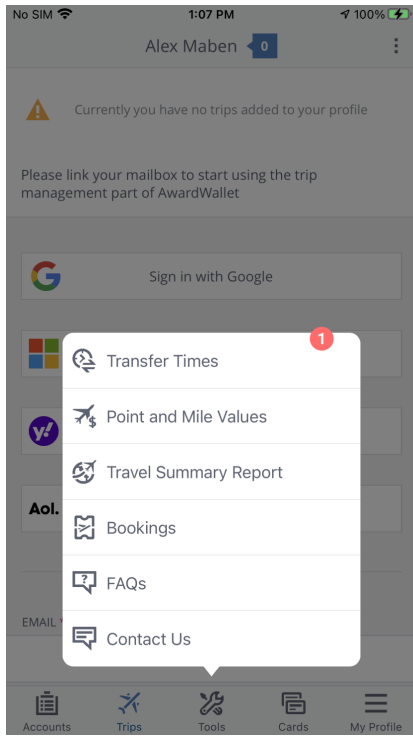 No SIM 1:07 PM 100%
Alex Maben 0
Currently you have no trips added to your profile
Please link your mailbox to start using the trip
management part of AwardWallet
Sign in with Google
1
Transfer Times
Point and Mile Values
y!
Travel Summary Report
Aol.
Bookings
FAQs
EMAIL *
Contact Us
Accounts Trips Tools Cards My Profile